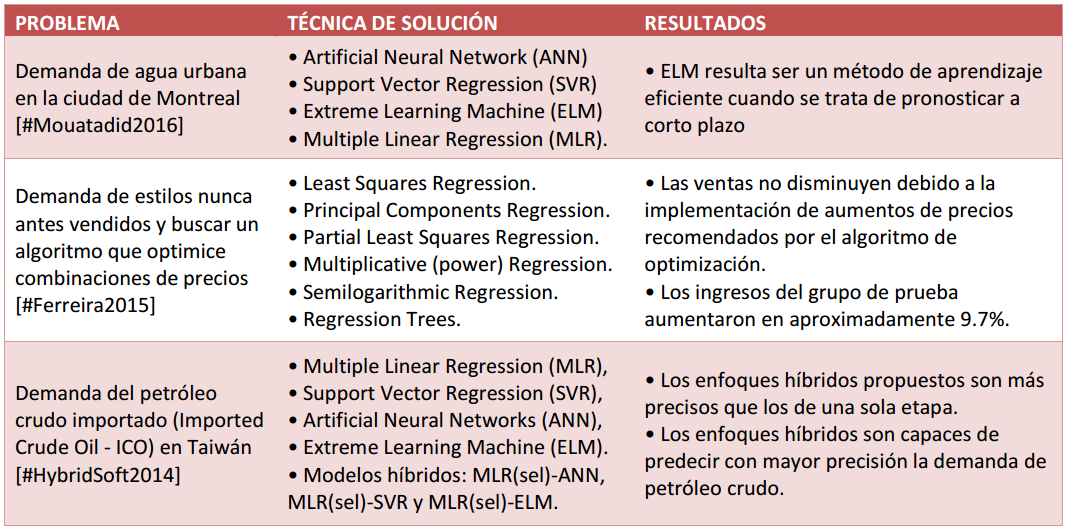 PROBLEMA
TÉCNICA DE SOLUCIÓN
RESULTADOS
Demanda de agua urbana
en la ciudad de Montreal
[#Mouatadid2016]
• Artificial Neural Network (ANN)
• Support Vector Regression (SVR)
• Extreme Learning Machine (ELM)
• Multiple Linear Regression (MLR).
• ELM resulta ser un método de aprendizaje
eficiente cuando se trata de pronosticar a
corto plazo
Demanda de estilos nunca
antes vendidos y buscar un
algoritmo que optimice
combinaciones de precios
[#Ferreira2015]
• Least Squares Regression.
• Principal Components Regression.
• Partial Least Squares Regression.
• Multiplicative (power) Regression.
• Semilogarithmic Regression.
• Regression Trees.
• Las ventas no disminuyen debido a la
implementación de aumentos de precios
recomendados por el algoritmo de
optimización.
• Los ingresos del grupo de prueba
aumentaron en aproximadamente 9.7%.
Demanda del petróleo
crudo importado (Imported
Crude Oil - ICO) en Taiwán
[#HybridSoft2014]
• Multiple Linear Regression (MLR),
• Support Vector Regression (SVR),
• Artificial Neural Networks (ANN),
• Extreme Learning Machine (ELM).
• Modelos híbridos: MLR(sel)-ANN,
MLR(sel)-SVR y MLR(sel)-ELM.
• Los enfoques híbridos propuestos son más
precisos que los de una sola etapa.
• Los enfoques híbridos son capaces de
predecir con mayor precisión la demanda de
petróleo crudo.